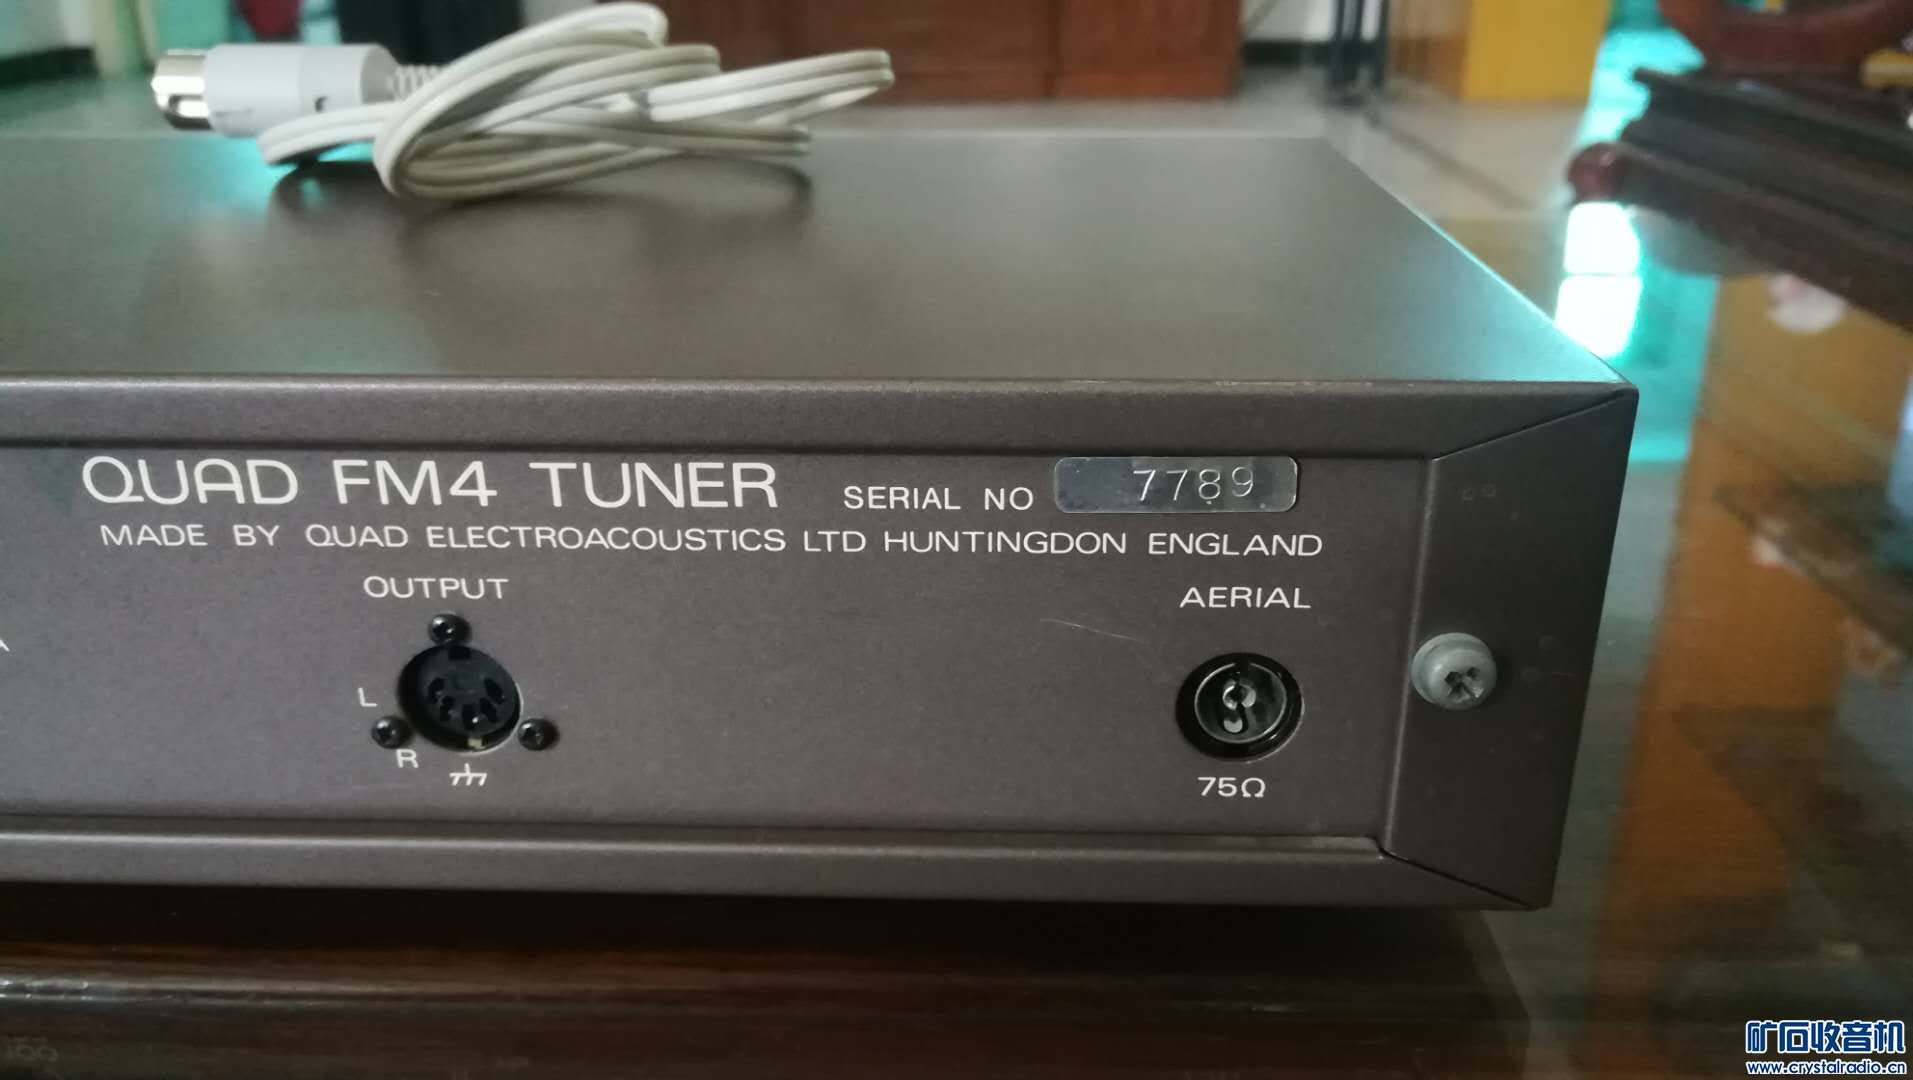 QUAD FM4 TUNER SERIAL NO 7789
MADE BY QUAD ELECTROACOUSTICS LTD HUNTINGDON ENGLAND
OUTPUT
AERIAL
L
R
75Ω
矿石收音机
www.crystalradio.cn